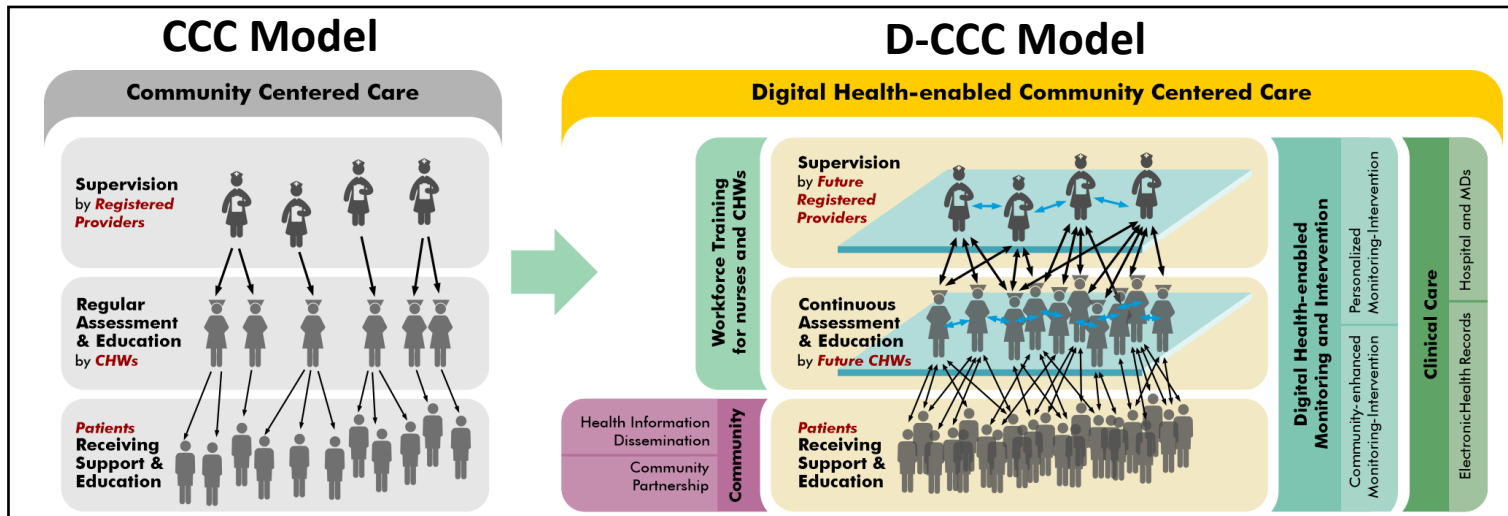 CCC Model
Community Centered Care
Supervision
by Registered
Providers
Regular
Assessment
& Education
by CHWs
Patients
Receiving
Support &
Education
D-CCC Model
Digital Health-enabled Community Centered Care
Workforce Training
for nurses and CHWs
Health Information
Dissemination
Community
Partnership
Community
Supervision
by Future
Registered
Providers
Continuous
Assessment
& Education
by Future CHWs
Patients
Receiving
Support &
Education
Digital Health-enabled
Monitoring and Intervention
Personalized
Monitoring-Intervention
Community-enhanced
Monitoring-Intervention
Clinical Care
Hospital and MDs
ElectronicHealth Records